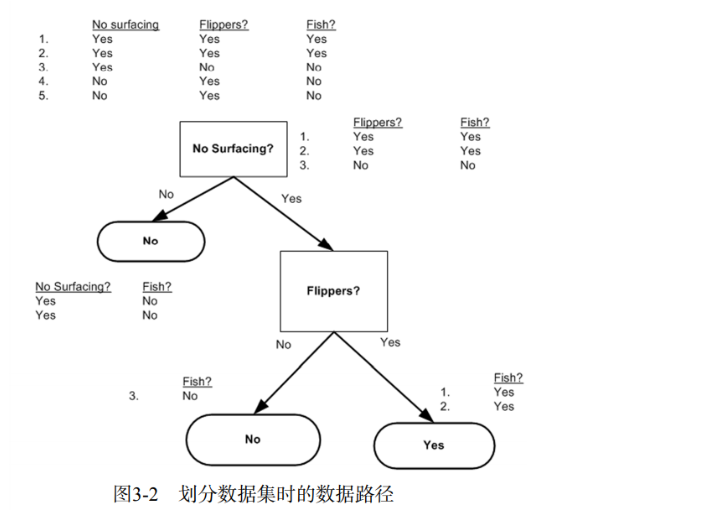 No surfacing Flippers? Fish?
1. Yes Yes Yes
2. Yes Yes Yes
3. Yes No No
4. No Yes No
5. No Yes No
Flippers? Fish?
1. Yes Yes
2. Yes Yes
3. No No
No Surfacing?
No
Yes
No
No Surfacing? Fish?
Yes No
Yes No
Flippers?
No
Yes
Fish?
3. No
Fish?
1. Yes
2. Yes
No
Yes
图3-2 划分数据集时的数据路径